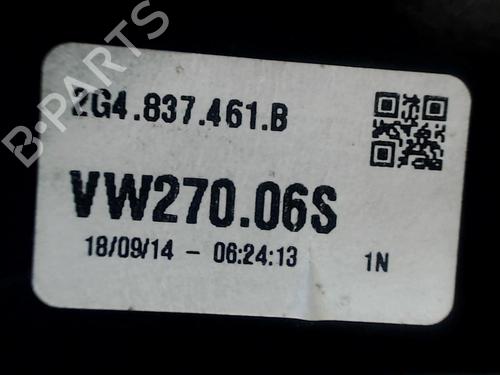 B-PARTS
2G4.837.461.B
VW270.06S
18/09/14 - 06:24:13 1N